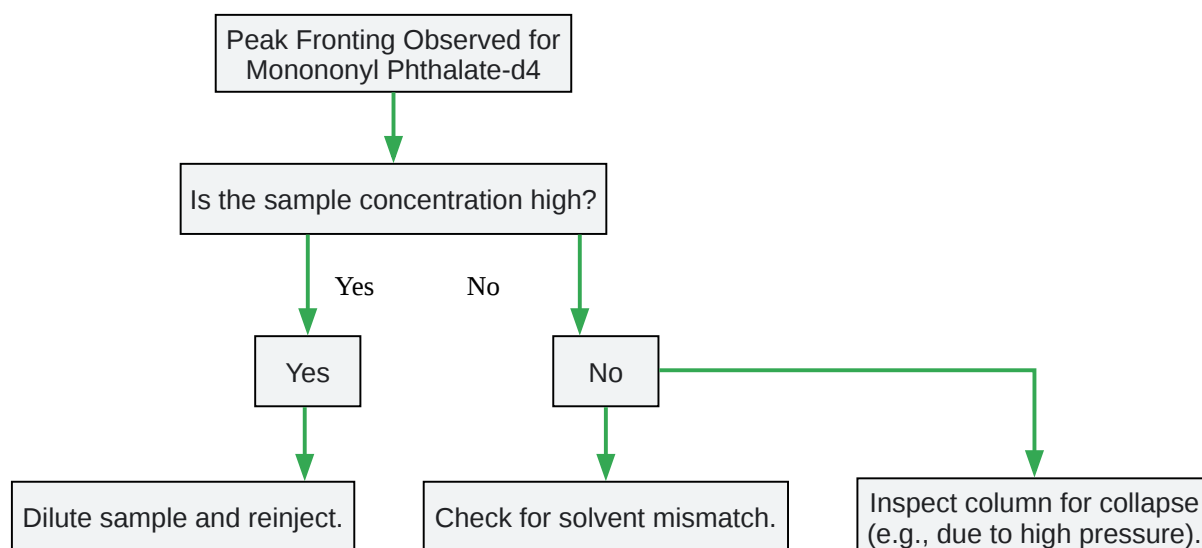 Peak Fronting Observed for
Monononyl Phthalate-d4
Is the sample concentration high?
Yes
No
Yes
No
Dilute sample and reinject.
Check for solvent mismatch.
Inspect column for collapse
(e.g., due to high pressure).